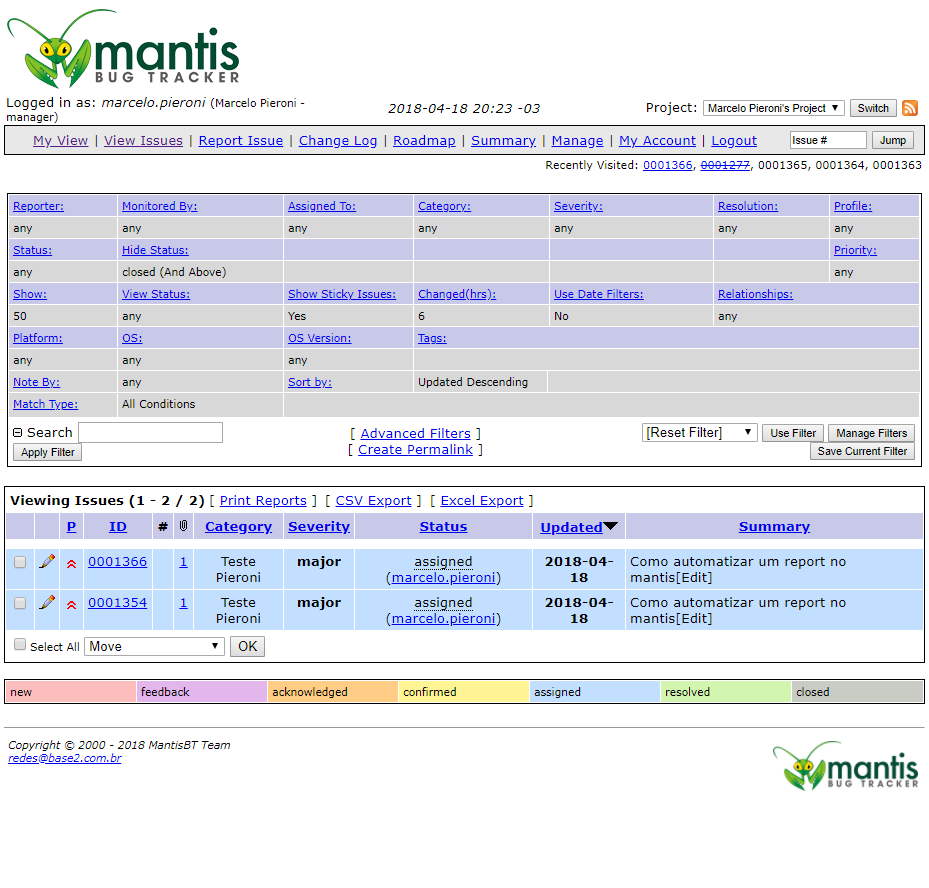 mantis
BUG TRACKER
Logged in as: marcelo.pieroni (Marcelo Pieroni - manager)
2018-04-18 20:23 -03
Project: Marcelo Pieroni's Project Switch
My View | View Issues | Report Issue | Change Log | Roadmap | Summary | Manage | My Account | Logout Issue # Jump
Recently Visited: 0001366, 0001277, 0001365, 0001364, 0001363
Reporter: Monitored By: Assigned To: Category: Severity: Resolution: Profile:
any any any any any any any
Status: Hide Status: Priority:
any closed (And Above) any
Show: View Status: Show Sticky Issues: Changed(hrs): Use Date Filters: Relationships:
50 any Yes 6 No any
Platform: OS: OS Version: Tags:
any any any
Note By: any Sort by: Updated Descending
Match Type: All Conditions
Search [ Advanced Filters ] [Reset Filter] Use Filter Manage Filters
Apply Filter [ Create Permalink ] Save Current Filter
Viewing Issues (1 - 2 / 2) [ Print Reports ] [ CSV Export ] [ Excel Export ]
P ID # Category Severity Status Updated Summary
0001366 1 Teste Pieroni major assigned (marcelo.pieroni) 2018-04-18 Como automatizar um report no mantis[Edit]
0001354 1 Teste Pieroni major assigned (marcelo.pieroni) 2018-04-18 Como automatizar um report no mantis[Edit]
Select All Move OK
new feedback acknowledged confirmed assigned resolved closed
Copyright © 2000 - 2018 MantisBT Team
redes@base2.com.br
mantis
BUG TRACKER